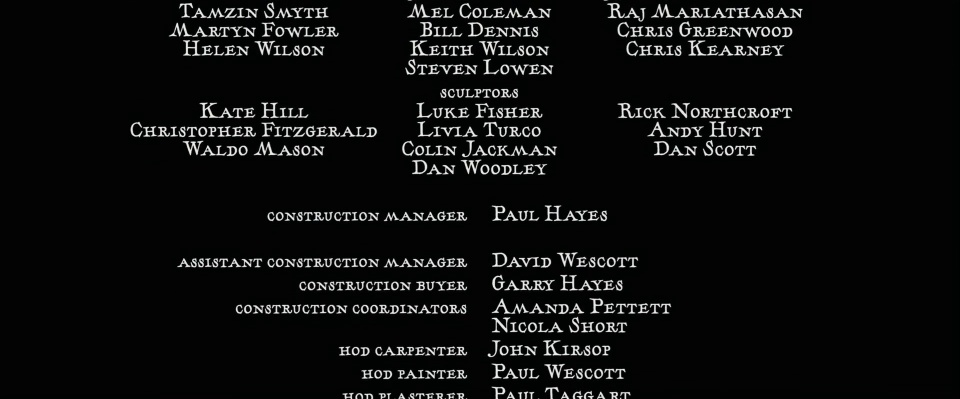 Tamzin Smyth Mel Coleman Raj Mariathasan
Martyn Fowler Bill Dennis Chris Greenwood
Helen Wilson Keith Wilson Chris Kearney
Steven Lowen
sculptors
Kate Hill Luke Fisher Rick Northcroft
Christopher Fitzgerald Livia Turco Andy Hunt
Waldo Mason Colin Jackman Dan Scott
Dan Woodley
construction manager Paul Hayes
assistant construction manager David Wescott
construction buyer Garry Hayes
construction coordinators Amanda Pettett
Nicola Short
hod carpenter John Kirsop
hod painter Paul Wescott
hod plasterer Paul Taggart